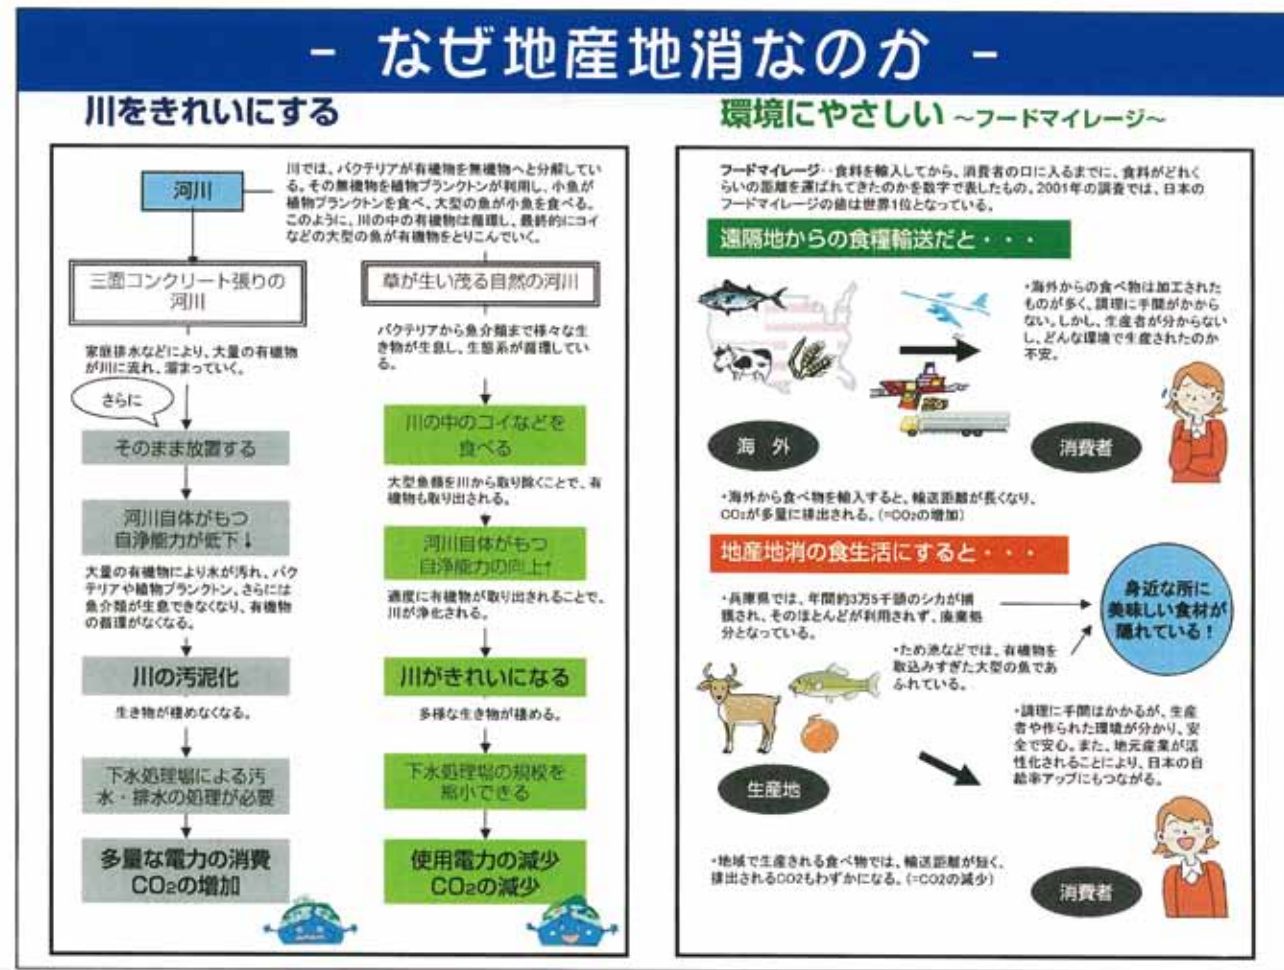 - なぜ地産地消なのか -
川をきれいにする
河川
川では、バクテリアが有機物を無機物へと分解してい
る。その無機物を植物プランクトンが利用し、小魚が
植物プランクトンを食べ、大型の魚が小魚を食べる。
このように、川の中の有機物は循環し、最終的にコイ
などの大型の魚が有機物をとりこんでいく。
三面コンクリート張りの
河川
家庭排水などにより、大量の有機物
が川に流れ、溜まっていく。
さらに
そのまま放置する
河川自体がもつ
自浄能力が低下↓
大量の有機物により水が汚れ、バク
テリアや植物プランクトン、さらには
魚介類が生息できなくなり、有機物
の循環がなくなる。
川の汚泥化
生き物が棲めなくなる。
下水処理場による汚
水・排水の処理が必要
多量な電力の消費
CO₂の増加
草が生い茂る自然の河川
バクテリアから魚介類まで様々な生
き物が生息し、生態系が循環してい
る。
川の中のコイなどを
食べる
大型魚類を川から取り除くことで、有
機物も取り出される。
河川自体がもつ
自浄能力の向上↑
適度に有機物が取り出されることで、
川が浄化される。
川がきれいになる
多様な生き物が棲める。
下水処理場の規模を
縮小できる
使用電力の減少
CO₂の減少
環境にやさしい ～フードマイレージ～
フードマイレージ‥食料を輸入してから、消費者の口に入るまでに、食料がどれく
らいの距離を運ばれてきたのかを数字で表したもの。2001年の調査では、日本の
フードマイレージの値は世界1位となっている。
遠隔地からの食糧輸送だと・・・
・海外からの食べ物は加工された
ものが多く、調理に手間がかから
ない。しかし、生産者が分からない
し、どんな環境で生産されたのか
不安。
海 外
消費者
・海外から食べ物を輸入すると、輸送距離が長くなり、
CO₂が多量に排出される。(=CO₂の増加)
地産地消の食生活にすると・・・
・兵庫県では、年間約3万5千頭のシカが捕
獲され、そのほとんどが利用されず、廃棄処
分となっている。
身近な所に
美味しい食材が
隠れている！
・ため池などでは、有機物を
取込みすぎた大型の魚であ
ふれている。
・調理に手間はかかるが、生産
者や作られた環境が分かり、安
全で安心。また、地元産業が活
性化されることにより、日本の自
給率アップにもつながる。
生産地
・地域で生産される食べ物では、輸送距離が短く、
排出されるCO2もわずかになる。(=CO2の減少)
消費者